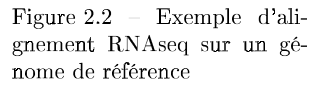 Figure 2.2 – Exemple d'ali-
gnement RNAseq sur un gé-
nome de référence